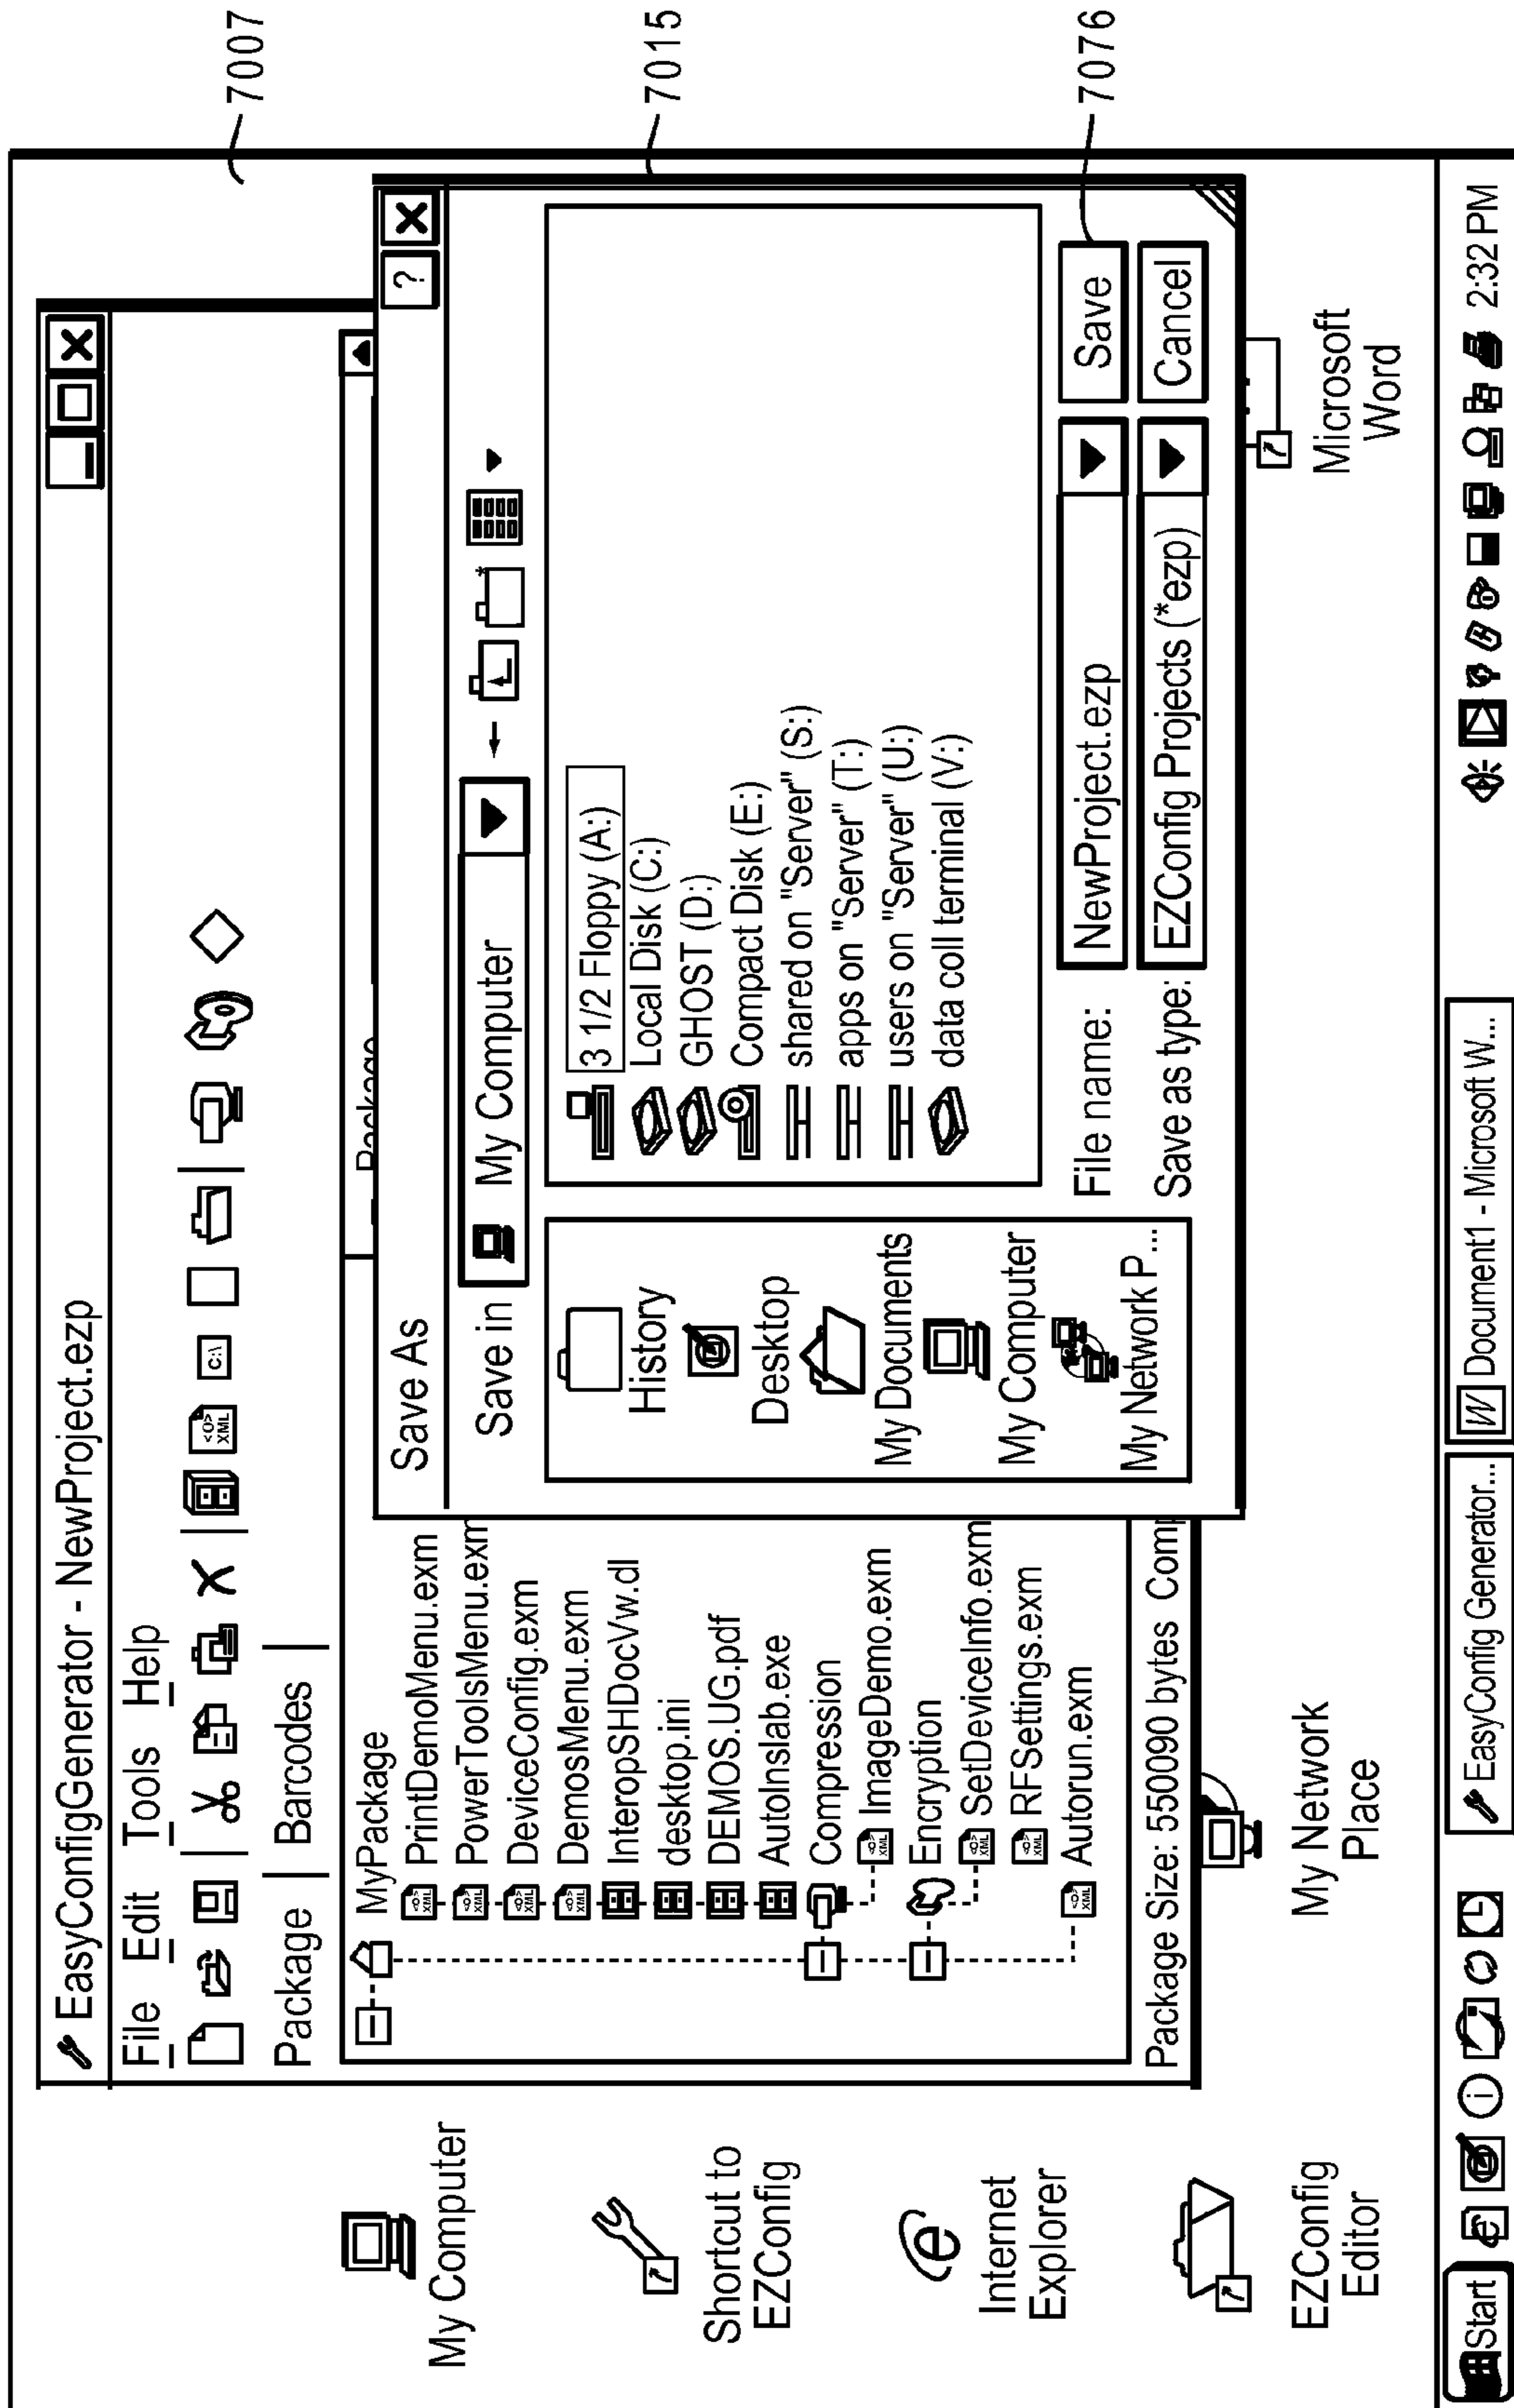 EasyConfigGenerator - NewProject.ezp
File Edit Tools Help
<O> XML
C:\
Package Barcodes
MyPackage
PrintDemoMenu.exm
PowerToolsMenu.exm
DeviceConfig.exm
DemosMenu.exm
InteropSHDocVw.dl
desktop.ini
DEMOS.UG.pdf
AutoInslab.exe
Compression
ImageDemo.exm
Encryption
SetDeviceInfo.exm
RFSettings.exm
Autorun.exm
Package Size: 550090 bytes Com
Package
Save As
?
Save in
My Computer
History
Desktop
My Documents
My Computer
My Network P...
3 1/2 Floppy (A:)
Local Disk (C:)
GHOST (D:)
Compact Disk (E:)
shared on "Server" (S:)
apps on "Server" (T:)
users on "Server" (U:)
data coll terminal (V:)
File name:
NewProject.ezp
Save
Save as type:
EZConfig Projects (*ezp)
Cancel
My Computer
Shortcut to
EZConfig
Internet
Explorer
EZConfig
Editor
My Network
Place
Microsoft
Word
Start
EasyConfig Generator...
W Document1 - Microsoft W...
2:32 PM
7007
7015
7076